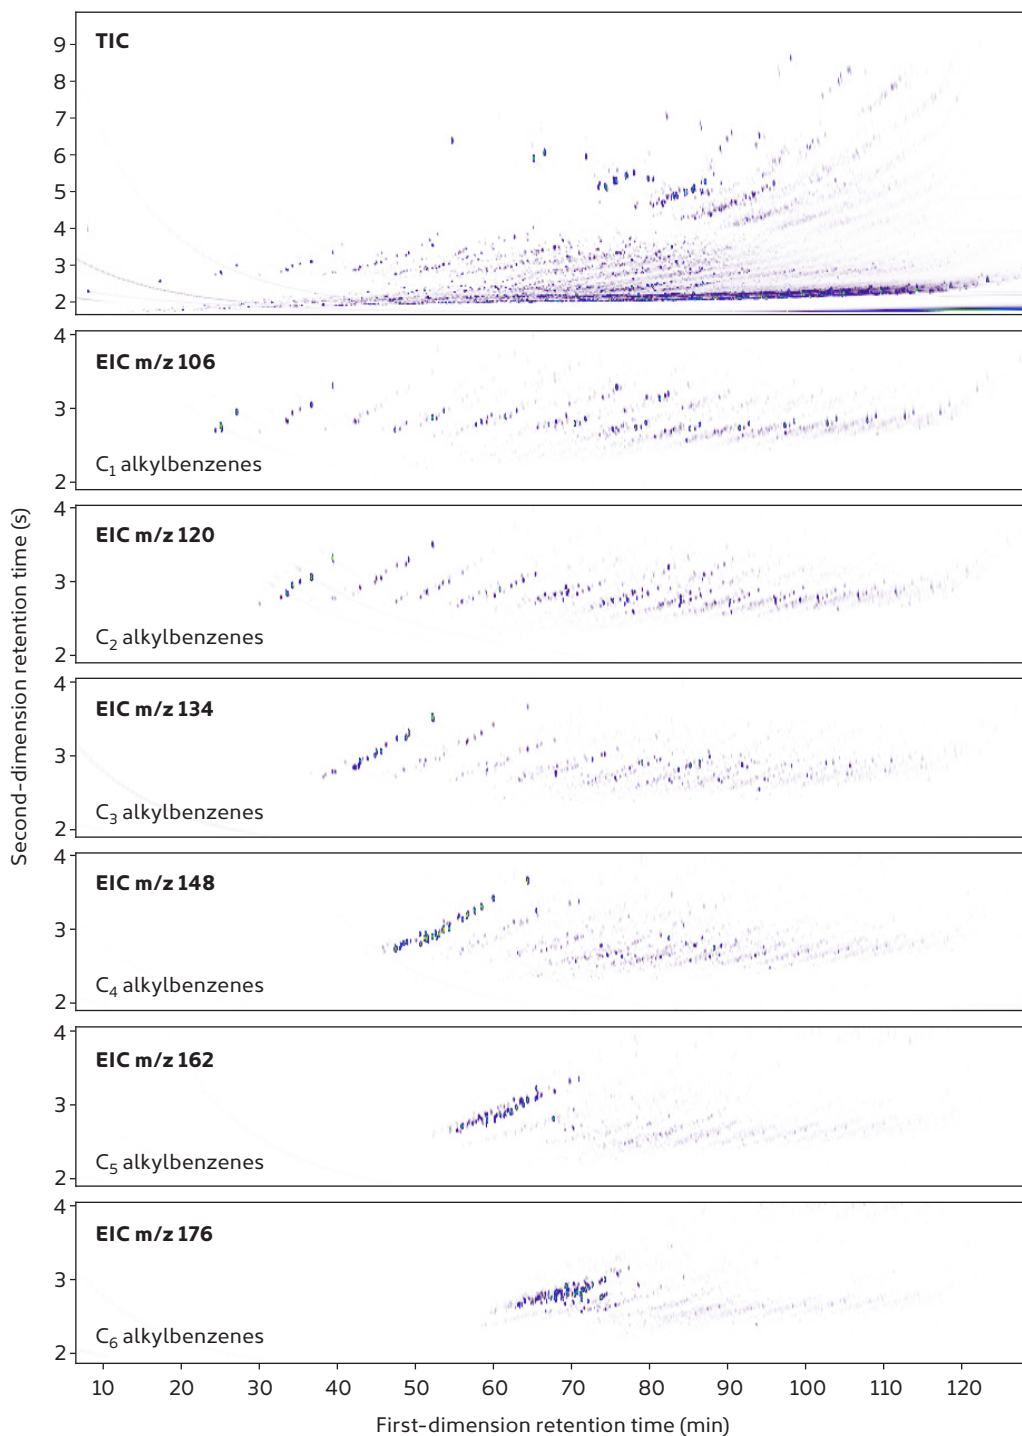 TIC
9
8
7
6
5
4
3
2
EIC m/z 106
4
3
2
C₁ alkylbenzenes
EIC m/z 120
4
3
2
C₂ alkylbenzenes
EIC m/z 134
4
3
2
C₃ alkylbenzenes
EIC m/z 148
4
3
2
C₄ alkylbenzenes
EIC m/z 162
4
3
2
C₅ alkylbenzenes
EIC m/z 176
4
3
2
C₆ alkylbenzenes
10 20 30 40 50 60 70 80 90 100 110 120
First-dimension retention time (min)
Second-dimension retention time (s)